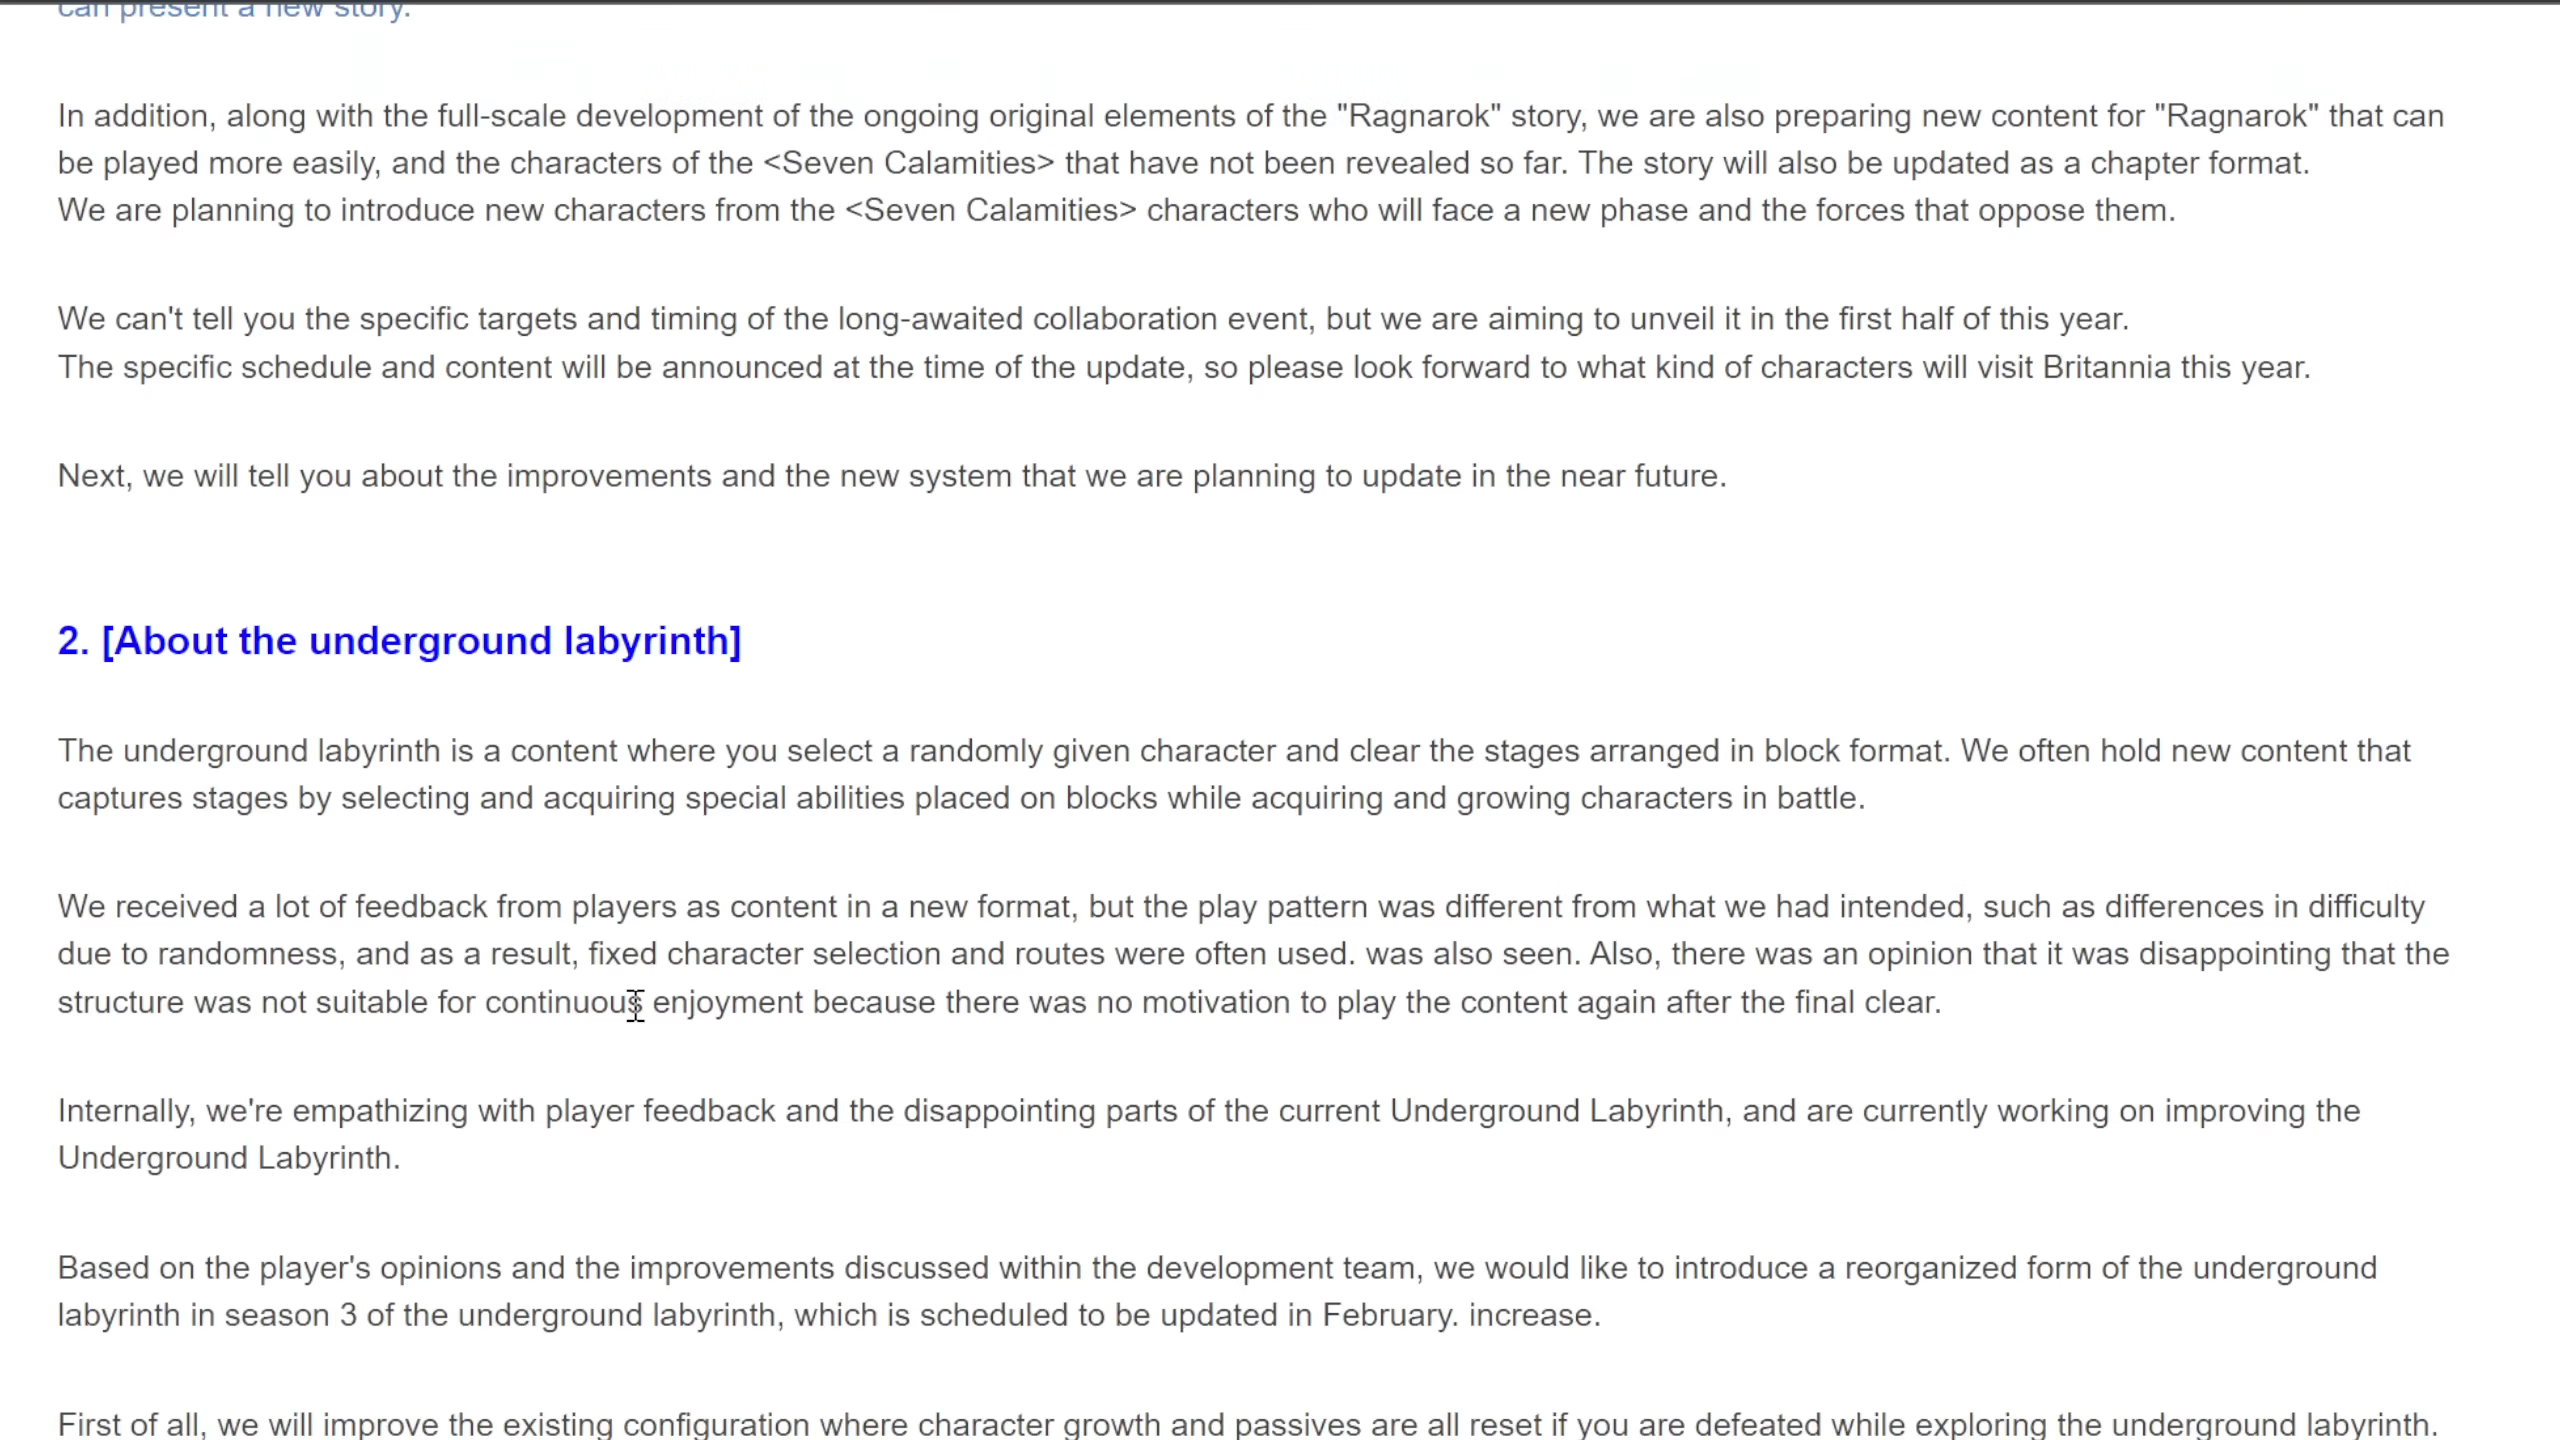 can present a new story.
In addition, along with the full-scale development of the ongoing original elements of the "Ragnarok" story, we are also preparing new content for "Ragnarok" that can
be played more easily, and the characters of the <Seven Calamities> that have not been revealed so far. The story will also be updated as a chapter format.
We are planning to introduce new characters from the <Seven Calamities> characters who will face a new phase and the forces that oppose them.
We can't tell you the specific targets and timing of the long-awaited collaboration event, but we are aiming to unveil it in the first half of this year.
The specific schedule and content will be announced at the time of the update, so please look forward to what kind of characters will visit Britannia this year.
Next, we will tell you about the improvements and the new system that we are planning to update in the near future.
2. [About the underground labyrinth]
The underground labyrinth is a content where you select a randomly given character and clear the stages arranged in block format. We often hold new content that
captures stages by selecting and acquiring special abilities placed on blocks while acquiring and growing characters in battle.
We received a lot of feedback from players as content in a new format, but the play pattern was different from what we had intended, such as differences in difficulty
due to randomness, and as a result, fixed character selection and routes were often used. was also seen. Also, there was an opinion that it was disappointing that the
structure was not suitable for continuous enjoyment because there was no motivation to play the content again after the final clear.
Internally, we're empathizing with player feedback and the disappointing parts of the current Underground Labyrinth, and are currently working on improving the
Underground Labyrinth.
Based on the player's opinions and the improvements discussed within the development team, we would like to introduce a reorganized form of the underground
labyrinth in season 3 of the underground labyrinth, which is scheduled to be updated in February. increase.
First of all, we will improve the existing configuration where character growth and passives are all reset if you are defeated while exploring the underground labyrinth.